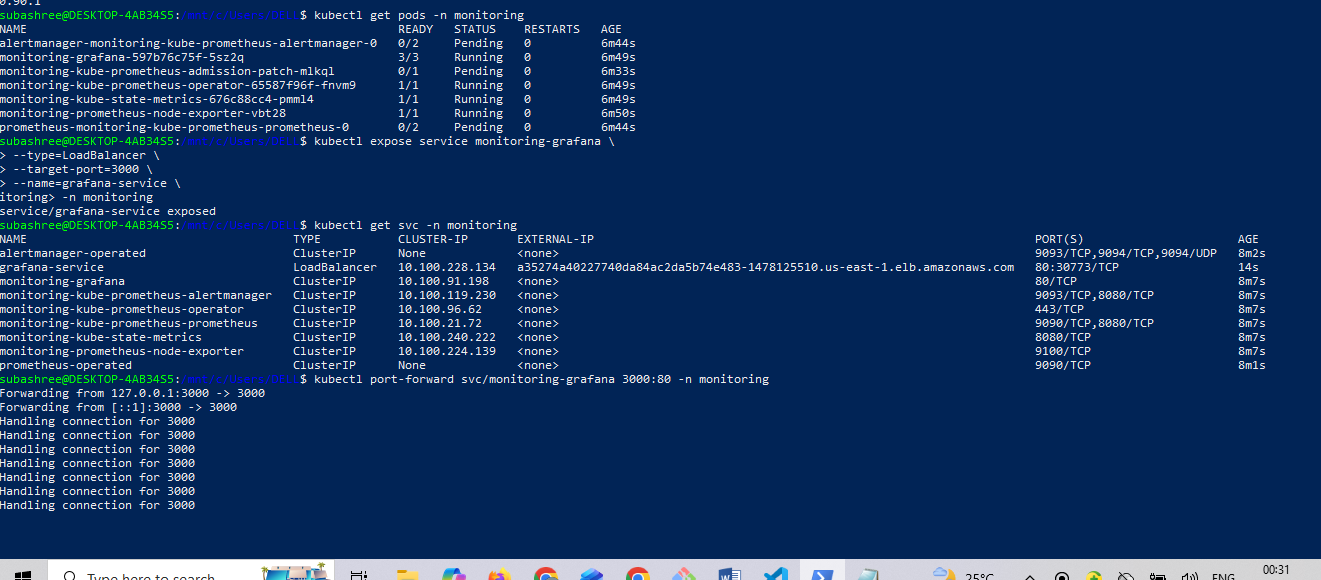 0.90.1
subashree@DESKTOP-4AB34S5: $ kubectl get pods -n monitoring
NAME READY STATUS RESTARTS AGE
alertmanager-monitoring-kube-prometheus-alertmanager-0 0/2 Pending 0 6m44s
monitoring-grafana-597b76c75f-5sz2q 3/3 Running 0 6m49s
monitoring-kube-prometheus-admission-patch-mlkql 0/1 Pending 0 6m33s
monitoring-kube-prometheus-operator-65587f96f-fnvm9 1/1 Running 0 6m49s
monitoring-kube-state-metrics-676c88cc4-pmml4 1/1 Running 0 6m49s
monitoring-prometheus-node-exporter-vbt28 1/1 Running 0 6m50s
prometheus-monitoring-kube-prometheus-prometheus-0 0/2 Pending 0 6m44s
subashree@DESKTOP-4AB34S5: $ kubectl expose service monitoring-grafana \
> --type=LoadBalancer \
> --target-port=3000 \
> --name=grafana-service \
itoring> -n monitoring
service/grafana-service exposed
subashree@DESKTOP-4AB34S5: $ kubectl get svc -n monitoring
NAME TYPE CLUSTER-IP EXTERNAL-IP PORT(S) AGE
alertmanager-operated ClusterIP None <none> 9093/TCP,9094/TCP,9094/UDP 8m2s
grafana-service LoadBalancer 10.100.228.134 a35274a40227740da84ac2da5b74e483-1478125510.us-east-1.elb.amazonaws.com 80:30773/TCP 14s
monitoring-grafana ClusterIP 10.100.91.198 <none> 80/TCP 8m7s
monitoring-kube-prometheus-alertmanager ClusterIP 10.100.119.230 <none> 9093/TCP,8080/TCP 8m7s
monitoring-kube-prometheus-operator ClusterIP 10.100.96.62 <none> 443/TCP 8m7s
monitoring-kube-prometheus-prometheus ClusterIP 10.100.21.72 <none> 9090/TCP,8080/TCP 8m7s
monitoring-kube-state-metrics ClusterIP 10.100.240.222 <none> 8080/TCP 8m7s
monitoring-prometheus-node-exporter ClusterIP 10.100.224.139 <none> 9100/TCP 8m7s
prometheus-operated ClusterIP None <none> 9090/TCP 8m1s
subashree@DESKTOP-4AB34S5: $ kubectl port-forward svc/monitoring-grafana 3000:80 -n monitoring
Forwarding from 127.0.0.1:3000 -> 3000
Forwarding from [::1]:3000 -> 3000
Handling connection for 3000
Handling connection for 3000
Handling connection for 3000
Handling connection for 3000
Handling connection for 3000
Handling connection for 3000
Handling connection for 3000
Type here to search 25°C ENG 00:31